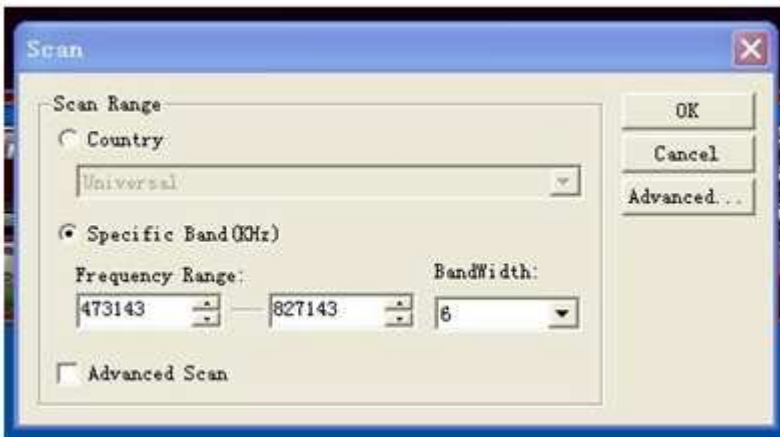 Scan
Scan Range
Country
Universal
Specific Band(KHz)
Frequency Range:
BandWidth:
473143
827143
6
Advanced Scan
OK
Cancel
Advanced...